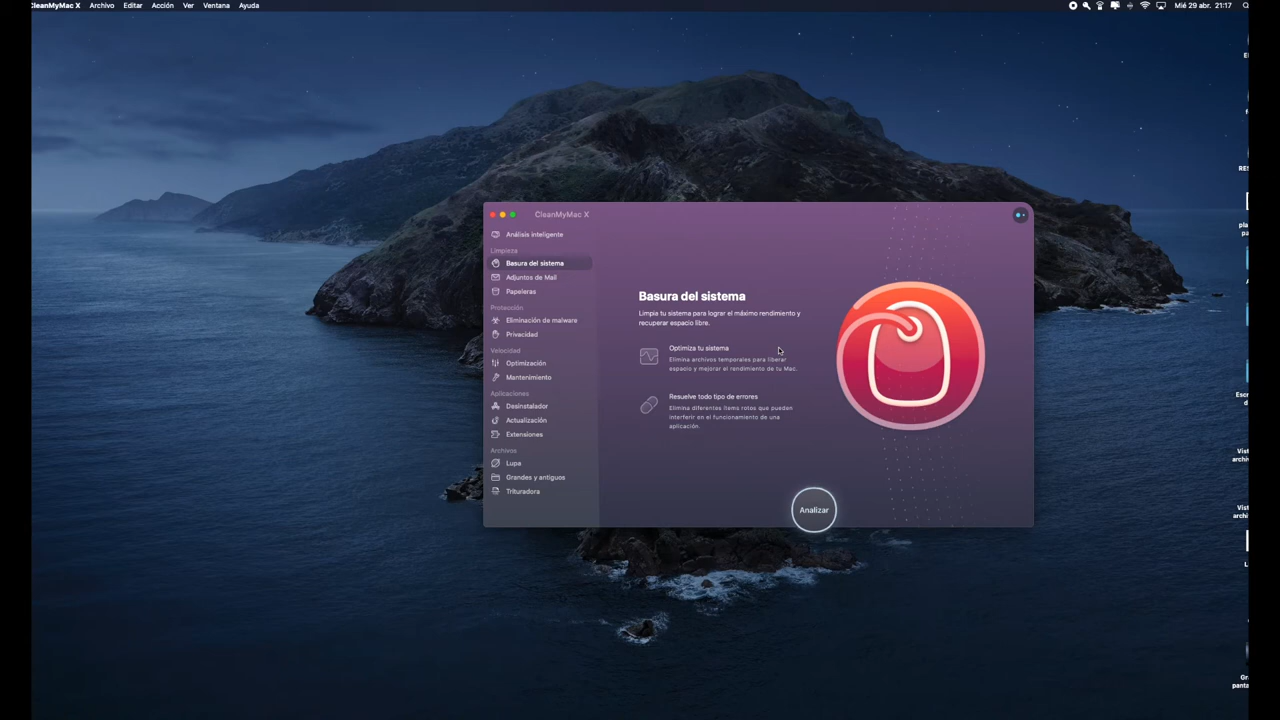 CleanMyMac X Archivo Editar Acción Ver Ventana Ayuda
Mié 29 abr. 21:17
CleanMyMac X
Análisis inteligente
Limpieza
Basura del sistema
Adjuntos de Mail
Papeleras
Protección
Eliminación de malware
Privacidad
Velocidad
Optimización
Mantenimiento
Aplicaciones
Desinstalador
Actualización
Extensiones
Archivos
Lupa
Grandes y antiguos
Trituradora
Basura del sistema
Limpia tu sistema para lograr el máximo rendimiento y
recuperar espacio libre.
Optimiza tu sistema
Elimina archivos temporales para liberar
espacio y mejorar el rendimiento de tu Mac.
Resuelve todo tipo de errores
Elimina diferentes ítems rotos que puedan
interferir en el funcionamiento de una
aplicación.
Analizar